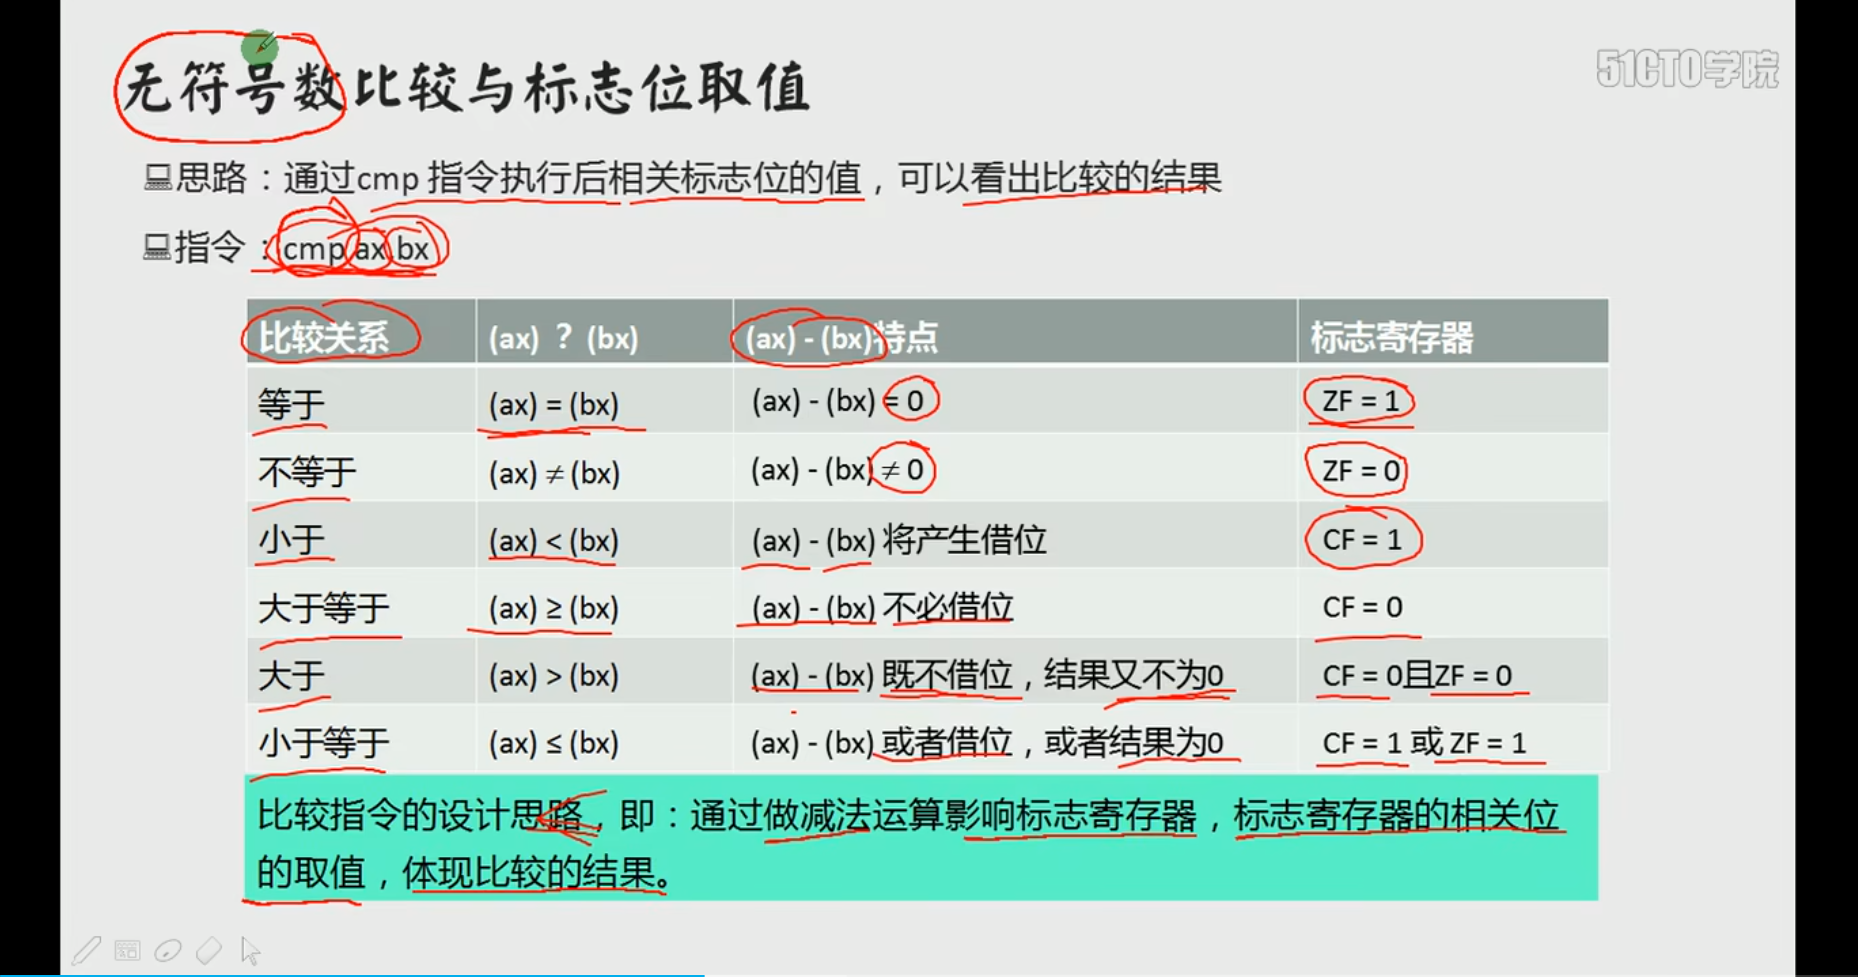 无符号数比较与标志位取值
51CTO学院
思路：通过cmp 指令执行后相关标志位的值，可以看出比较的结果
指令：cmp ax,bx
比较关系 (ax) ？ (bx) (ax) - (bx)特点 标志寄存器
等于 (ax) = (bx) (ax) - (bx) = 0 ZF = 1
不等于 (ax) ≠ (bx) (ax) - (bx) ≠ 0 ZF = 0
小于 (ax) < (bx) (ax) - (bx) 将产生借位 CF = 1
大于等于 (ax) ≥ (bx) (ax) - (bx) 不必借位 CF = 0
大于 (ax) > (bx) (ax) - (bx) 既不借位，结果又不为0 CF = 0且ZF = 0
小于等于 (ax) ≤ (bx) (ax) - (bx) 或者借位，或者结果为0 CF = 1 或 ZF = 1
比较指令的设计思路，即：通过做减法运算影响标志寄存器，标志寄存器的相关位
的取值，体现比较的结果。